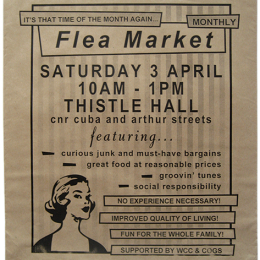 IT'S THAT TIME OF THE MONTH AGAIN...
MONTHLY
Flea Market
SATURDAY 3 APRIL
10AM - 1PM
THISTLE HALL
cnr cuba and arthur streets
featuring...
curious junk and must-have bargains
great food at reasonable prices
groovin' tunes
social responsibility
NO EXPERIENCE NECESSARY!
IMPROVED QUALITY OF LIVING!
FUN FOR THE WHOLE FAMILY!
SUPPORTED BY WCC & COGS